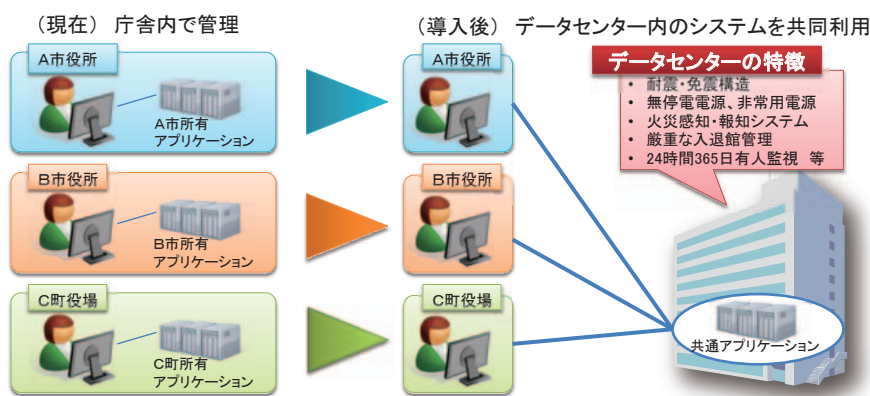 （現在） 庁舎内で管理
（導入後） データセンター内のシステムを共同利用
A市役所
A市所有
アプリケーション
B市役所
B市所有
アプリケーション
C町役場
C町所有
アプリケーション
A市役所
B市役所
C町役場
データセンターの特徴
• 耐震・免震構造
• 無停電電源、非常用電源
• 火災感知・報知システム
• 厳重な入退館管理
• 24時間365日有人監視 等
共通アプリケーション